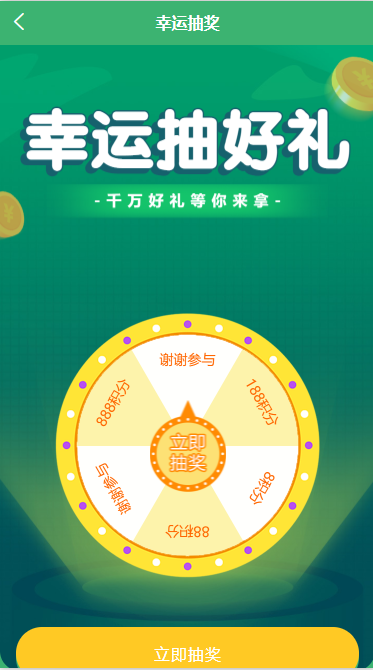 幸运抽奖
幸运抽好礼
-千万好礼等你来拿-
谢谢参与
188积分
8积分
88积分
谢谢参与
888积分
立即
抽奖
立即抽奖